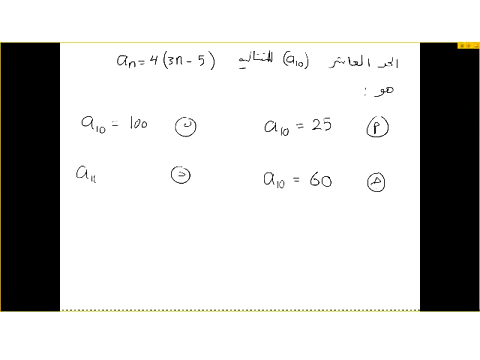 الحد العاشر (a₁₀) للمتتالية aₙ = 4(3n - 5)
هو :
a₁₀ = 25 a₁₀ = 100
a₁₀ = 60 a₁₁